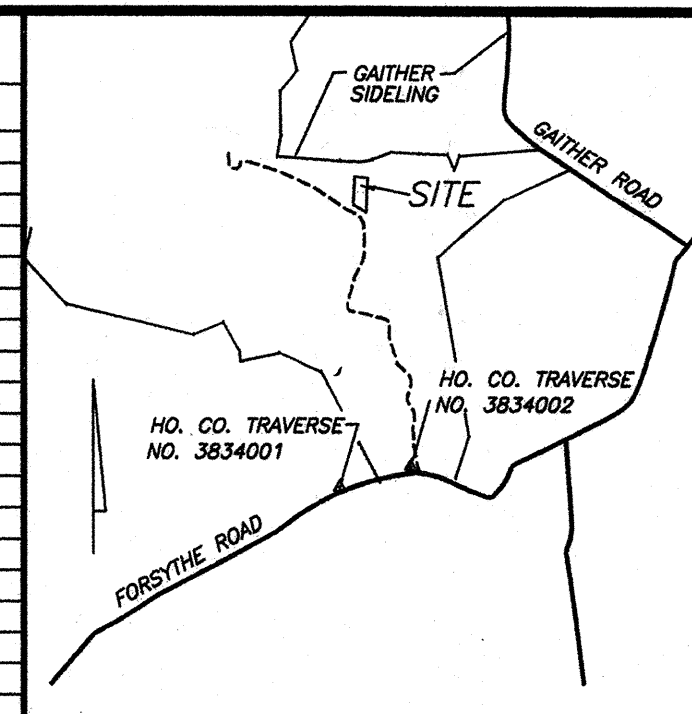 GAITHER
SIDELING
GAITHER ROAD
SITE
HO. CO. TRAVERSE
NO. 3834002
HO. CO. TRAVERSE
NO. 3834001
FORSYTHE ROAD